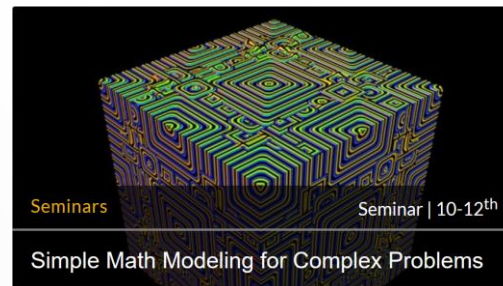 Seminars
Seminar | 10-12th
Simple Math Modeling for Complex Problems